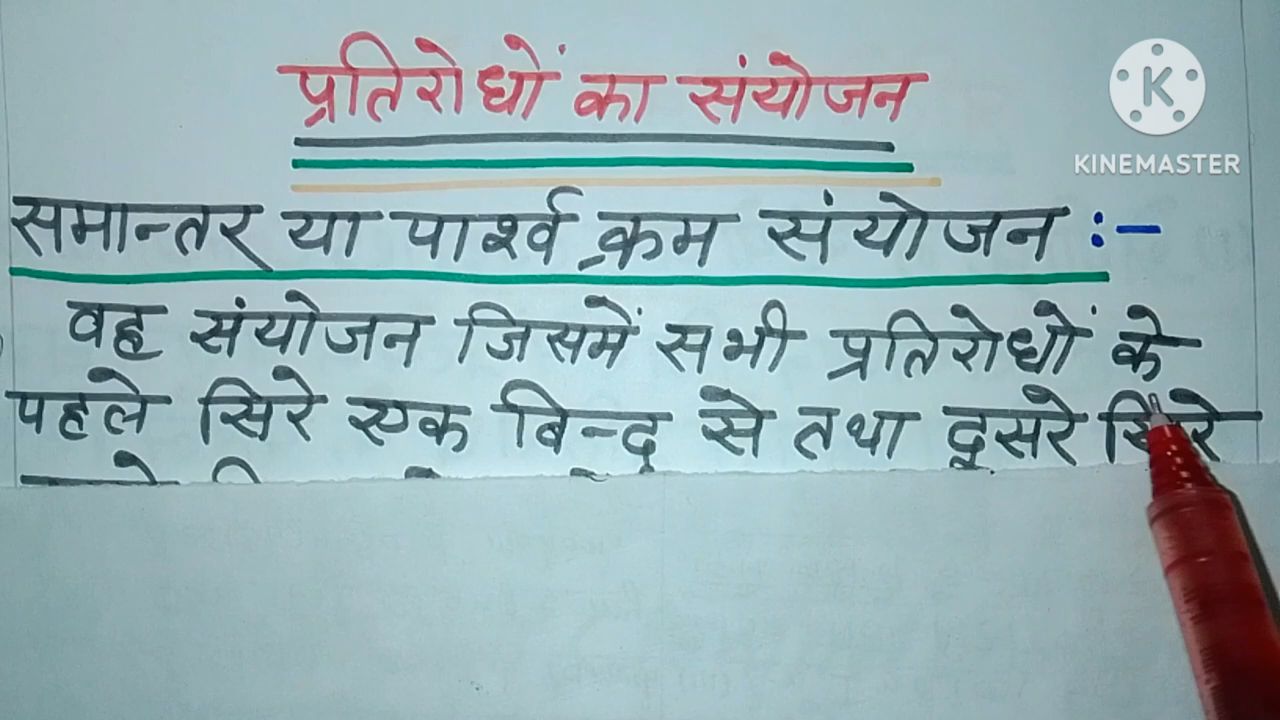 प्रतिरोधों का संयोजन
KINEMASTER
समान्तर या पार्श्व क्रम संयोजन :-
वह संयोजन जिसमें सभी प्रतिरोधों के
पहले सिरे एक बिन्दु से तथा दूसरे सिरे